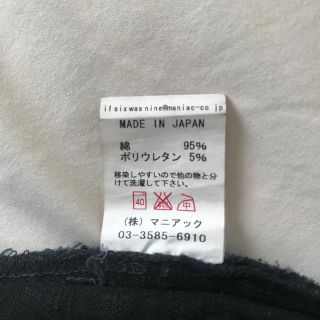 ifsixwasnine@maniac-co.jp
MADE IN JAPAN
綿 95%
ポリウレタン 5%
移染しやすいので他の物と分
けて洗濯して下さい。
40 中
(株) マニアック
03-3585-6910